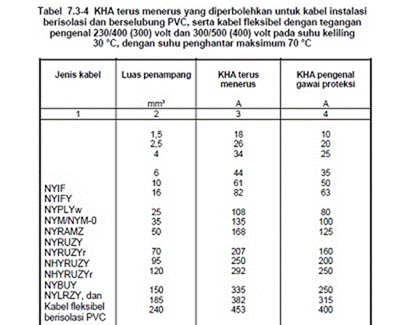 Tabel 7.3-4 KHA terus menerus yang diperbolehkan untuk kabel instalasi
berisolasi dan berselubung PVC, serta kabel fleksibel dengan tegangan
pengenal 230/400 (300) volt dan 300/500 (400) volt pada suhu keliling
30 °C, dengan suhu penghantar maksimum 70 °C
Jenis kabel Luas penampang KHA terus menerus KHA pengenal gawai proteksi
mm² A A
1 2 3 4
1,5 18 10
2,5 26 20
4 34 25
6 44 35
NYIF 10 61 50
NYIFY 16 82 63
NYPLYw
NYM/NYM-0 25 108 80
NYRAMZ 35 135 100
NYRUZY 50 168 125
NYRUZYr 70 207 160
NHYRUZY 95 250 200
NHYRUZYr 120 292 250
NYBUY
NYLRZY, dan 150 335 250
Kabel fleksibel 185 382 315
berisolasi PVC 240 453 400